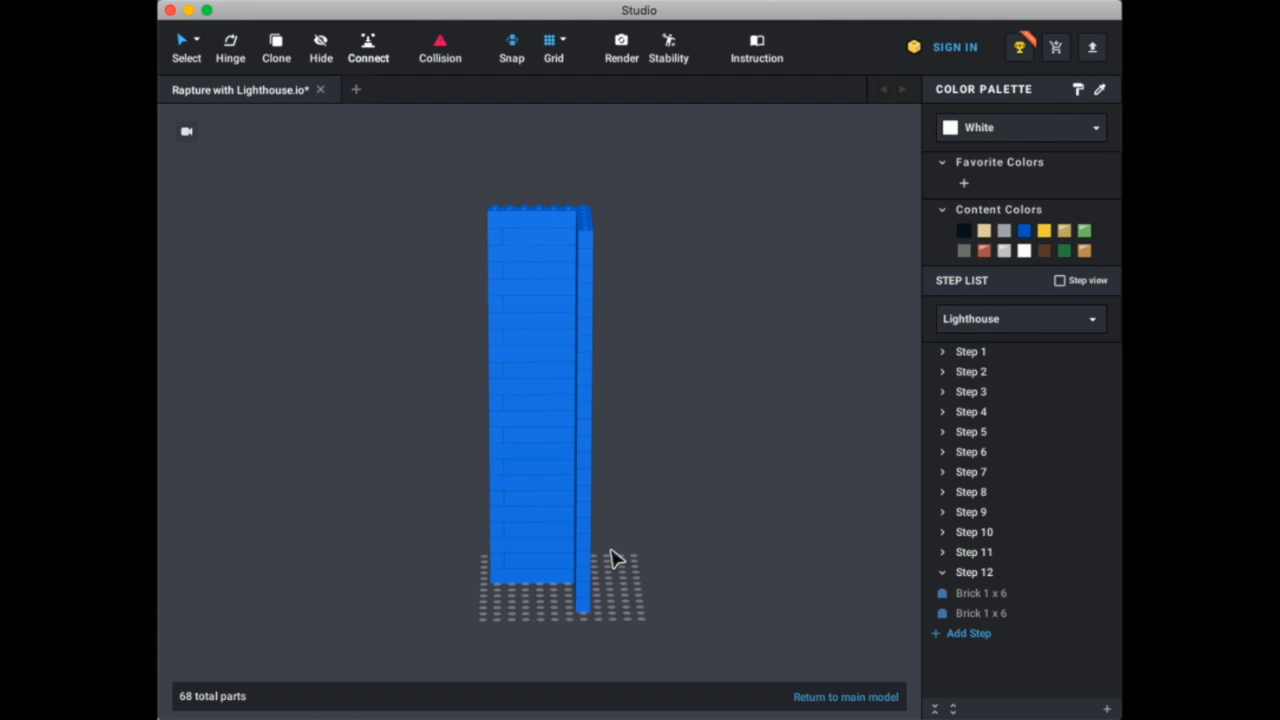 Studio
Select Hinge Clone Hide Connect Collision Snap Grid Render Stability Instruction SIGN IN
Rapture with Lighthouse.io*
COLOR PALETTE
White
Favorite Colors
Content Colors
STEP LIST Step view
Lighthouse
Step 1
Step 2
Step 3
Step 4
Step 5
Step 6
Step 7
Step 8
Step 9
Step 10
Step 11
Step 12
Brick 1 x 6
Brick 1 x 6
+ Add Step
68 total parts Return to main model